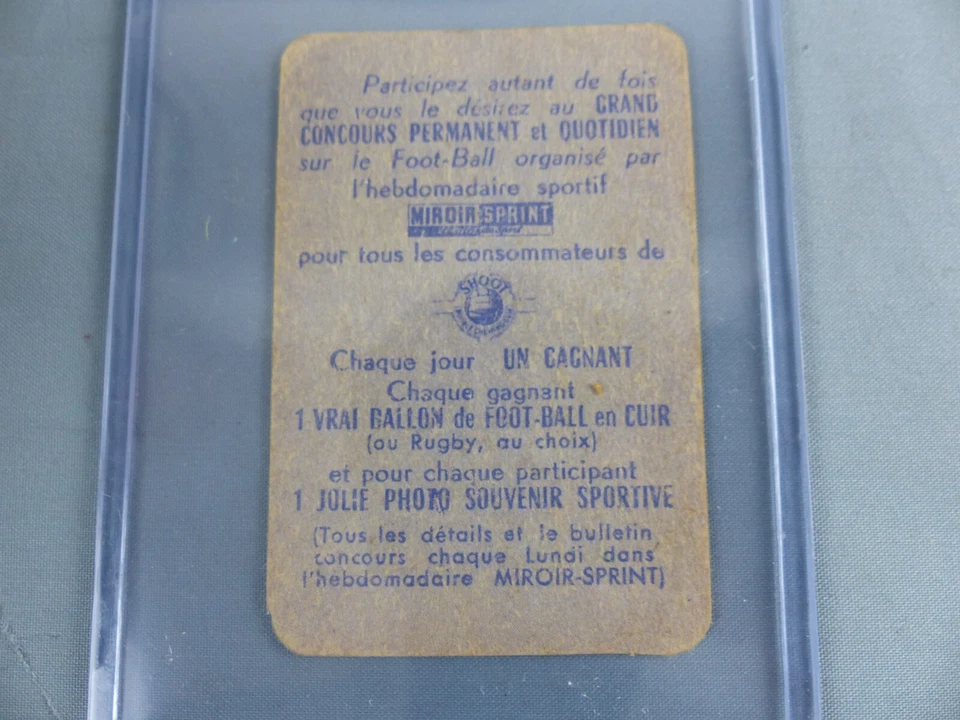 Participez autant de fois
que vous le désirez au GRAND
CONCOURS PERMANENT et QUOTIDIEN
sur le Foot-Ball organisé par
l'hebdomadaire sportif
MIROIR SPRINT
pour tous les consommateurs de
SHOOT
Chaque jour UN GAGNANT
Chaque gagnant
1 VRAI BALLON de FOOT-BALL en CUIR
(ou Rugby, au choix)
et pour chaque participant
1 JOLIE PHOTO SOUVENIR SPORTIVE
(Tous les détails et le bulletin
concours chaque Lundi dans
l'hebdomadaire MIROIR-SPRINT)